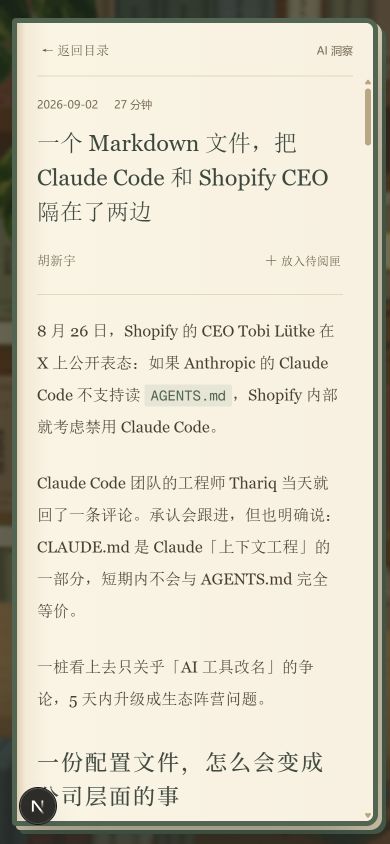 ← 返回目录
AI 洞察
2026-09-02 27 分钟
一个 Markdown 文件，把
Claude Code 和 Shopify CEO
隔在了两边
胡新宇
＋ 放入待阅匣
8 月 26 日，Shopify 的 CEO Tobi Lütke 在
X 上公开表态：如果 Anthropic 的 Claude
Code 不支持读 AGENTS.md，Shopify 内部
就考虑禁用 Claude Code。
Claude Code 团队的工程师 Thariq 当天就
回了一条评论。承认会跟进，但也明确说：
CLAUDE.md 是 Claude「上下文工程」的
一部分，短期内不会与 AGENTS.md 完全
等价。
一桩看上去只关乎「AI 工具改名」的争
论，5 天内升级成生态阵营问题。
一份配置文件，怎么会变成
公司层面的事
N